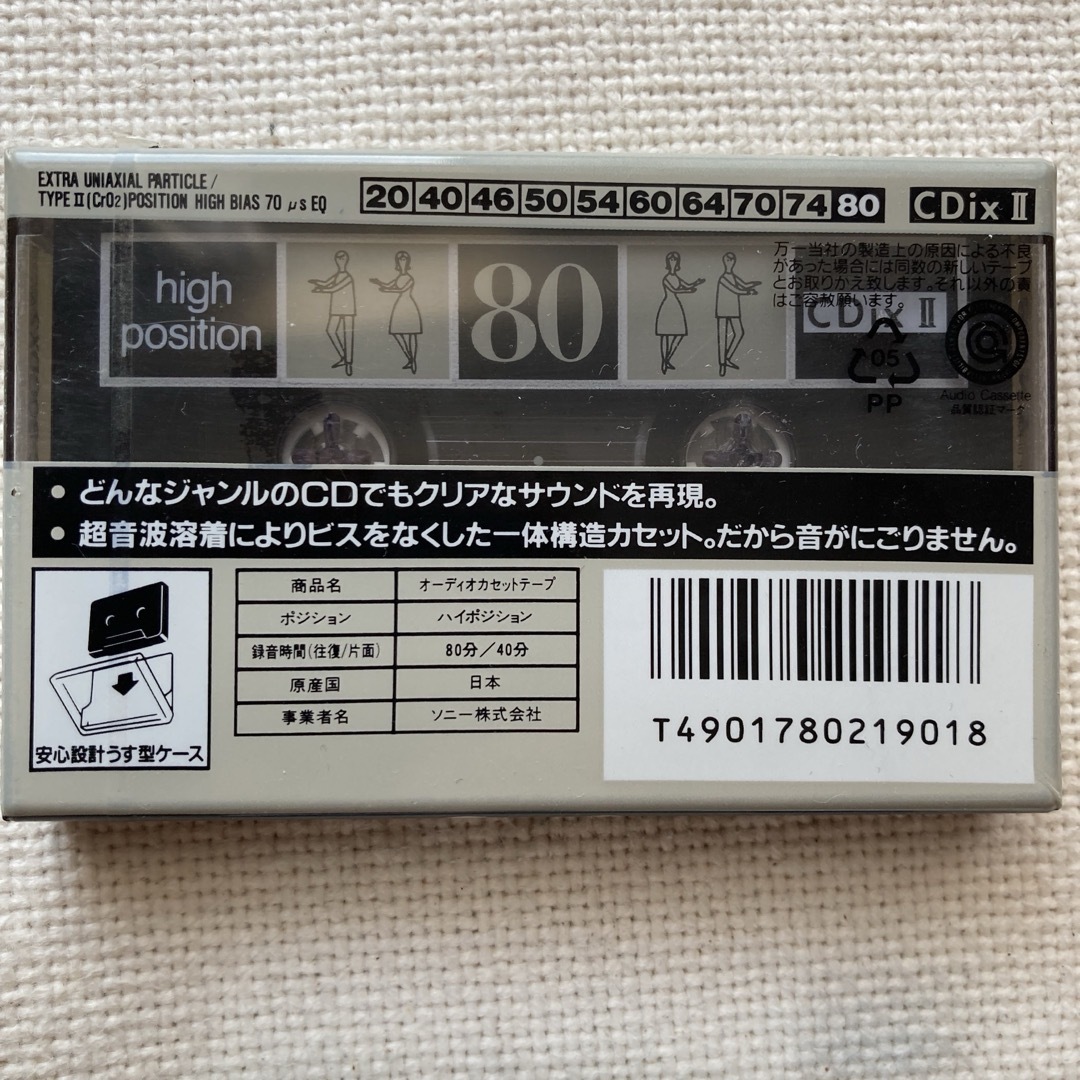 EXTRA UNIAXIAL PARTICLE/
TYPE II (CrO2) POSITION HIGH BIAS 70 μs EQ
20 40 46 50 54 60 64 70 74 80
CDix II
万一当社の製造上の原因による不良
があった場合には同数の新しいテープ
とお取りかえ致します。それ以外の責
はご容赦願います。
high
position
80
CDix II
05
PP
Audio Cassette
品質認証マーク
• どんなジャンルのCDでもクリアなサウンドを再現。
• 超音波溶着によりビスをなくした一体構造カセット。だから音がにごりません。
安心設計うす型ケース
商品名 オーディオカセットテープ
ポジション ハイポジション
録音時間(往復/片面) 80分/40分
原産国 日本
事業者名 ソニー株式会社
T4901780219018